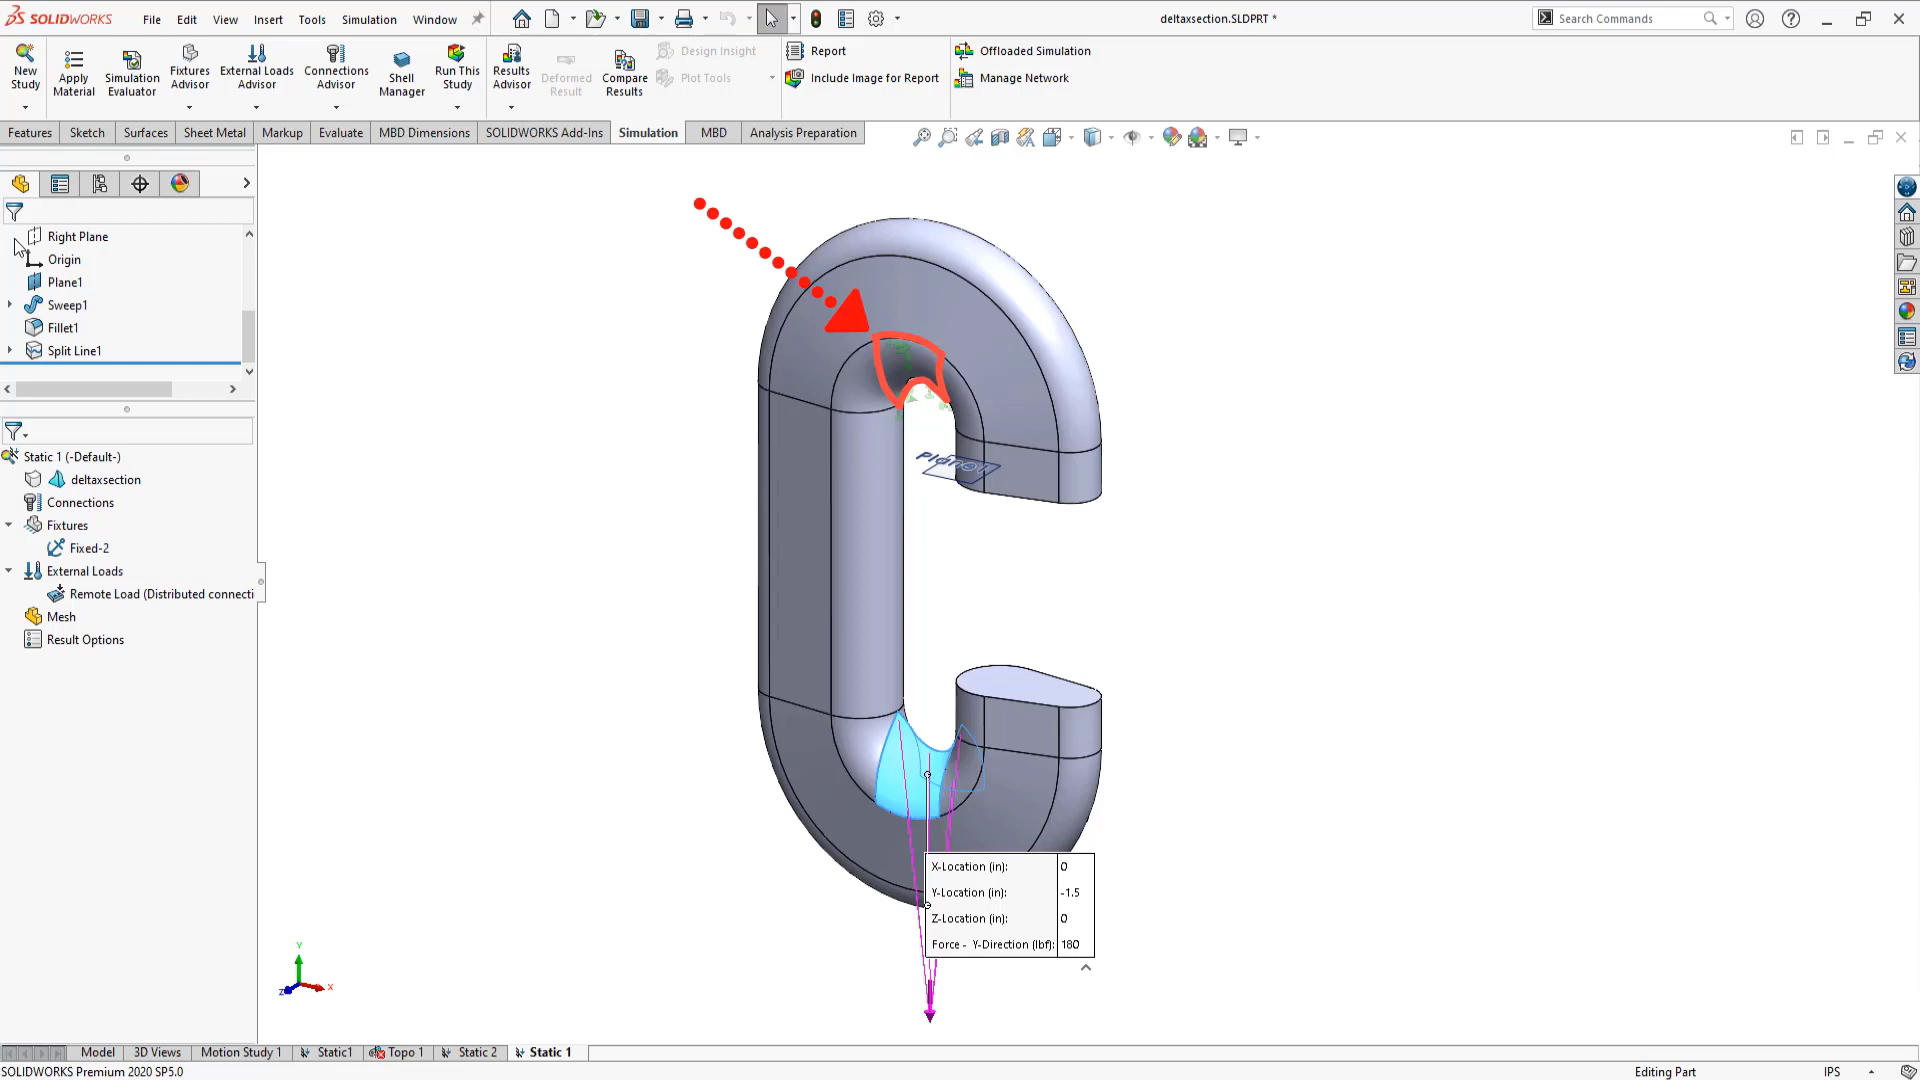 SOLIDWORKS
File Edit View Insert Tools Simulation Window
deltaxsection.SLDPRT *
Search Commands
New Study
Apply Material
Simulation Evaluator
Fixtures Advisor
External Loads Advisor
Connections Advisor
Shell Manager
Run This Study
Results Advisor
Deformed Result
Compare Results
Design Insight
Plot Tools
Report
Include Image for Report
Offloaded Simulation
Manage Network
Features Sketch Surfaces Sheet Metal Markup Evaluate MBD Dimensions SOLIDWORKS Add-Ins Simulation MBD Analysis Preparation
Right Plane
Origin
Plane1
Sweep1
Fillet1
Split Line1
Static 1 (-Default-)
deltaxsection
Connections
Fixtures
Fixed-2
External Loads
Remote Load (Distributed connecti
Mesh
Result Options
Plane1
X-Location (in): 0
Y-Location (in): -1.5
Z-Location (in): 0
Force - Y-Direction (lbf): 180
Y
Z
X
Model 3D Views Motion Study 1 Static1 Topo 1 Static 2 Static 1
SOLIDWORKS Premium 2020 SP5.0
Editing Part
IPS